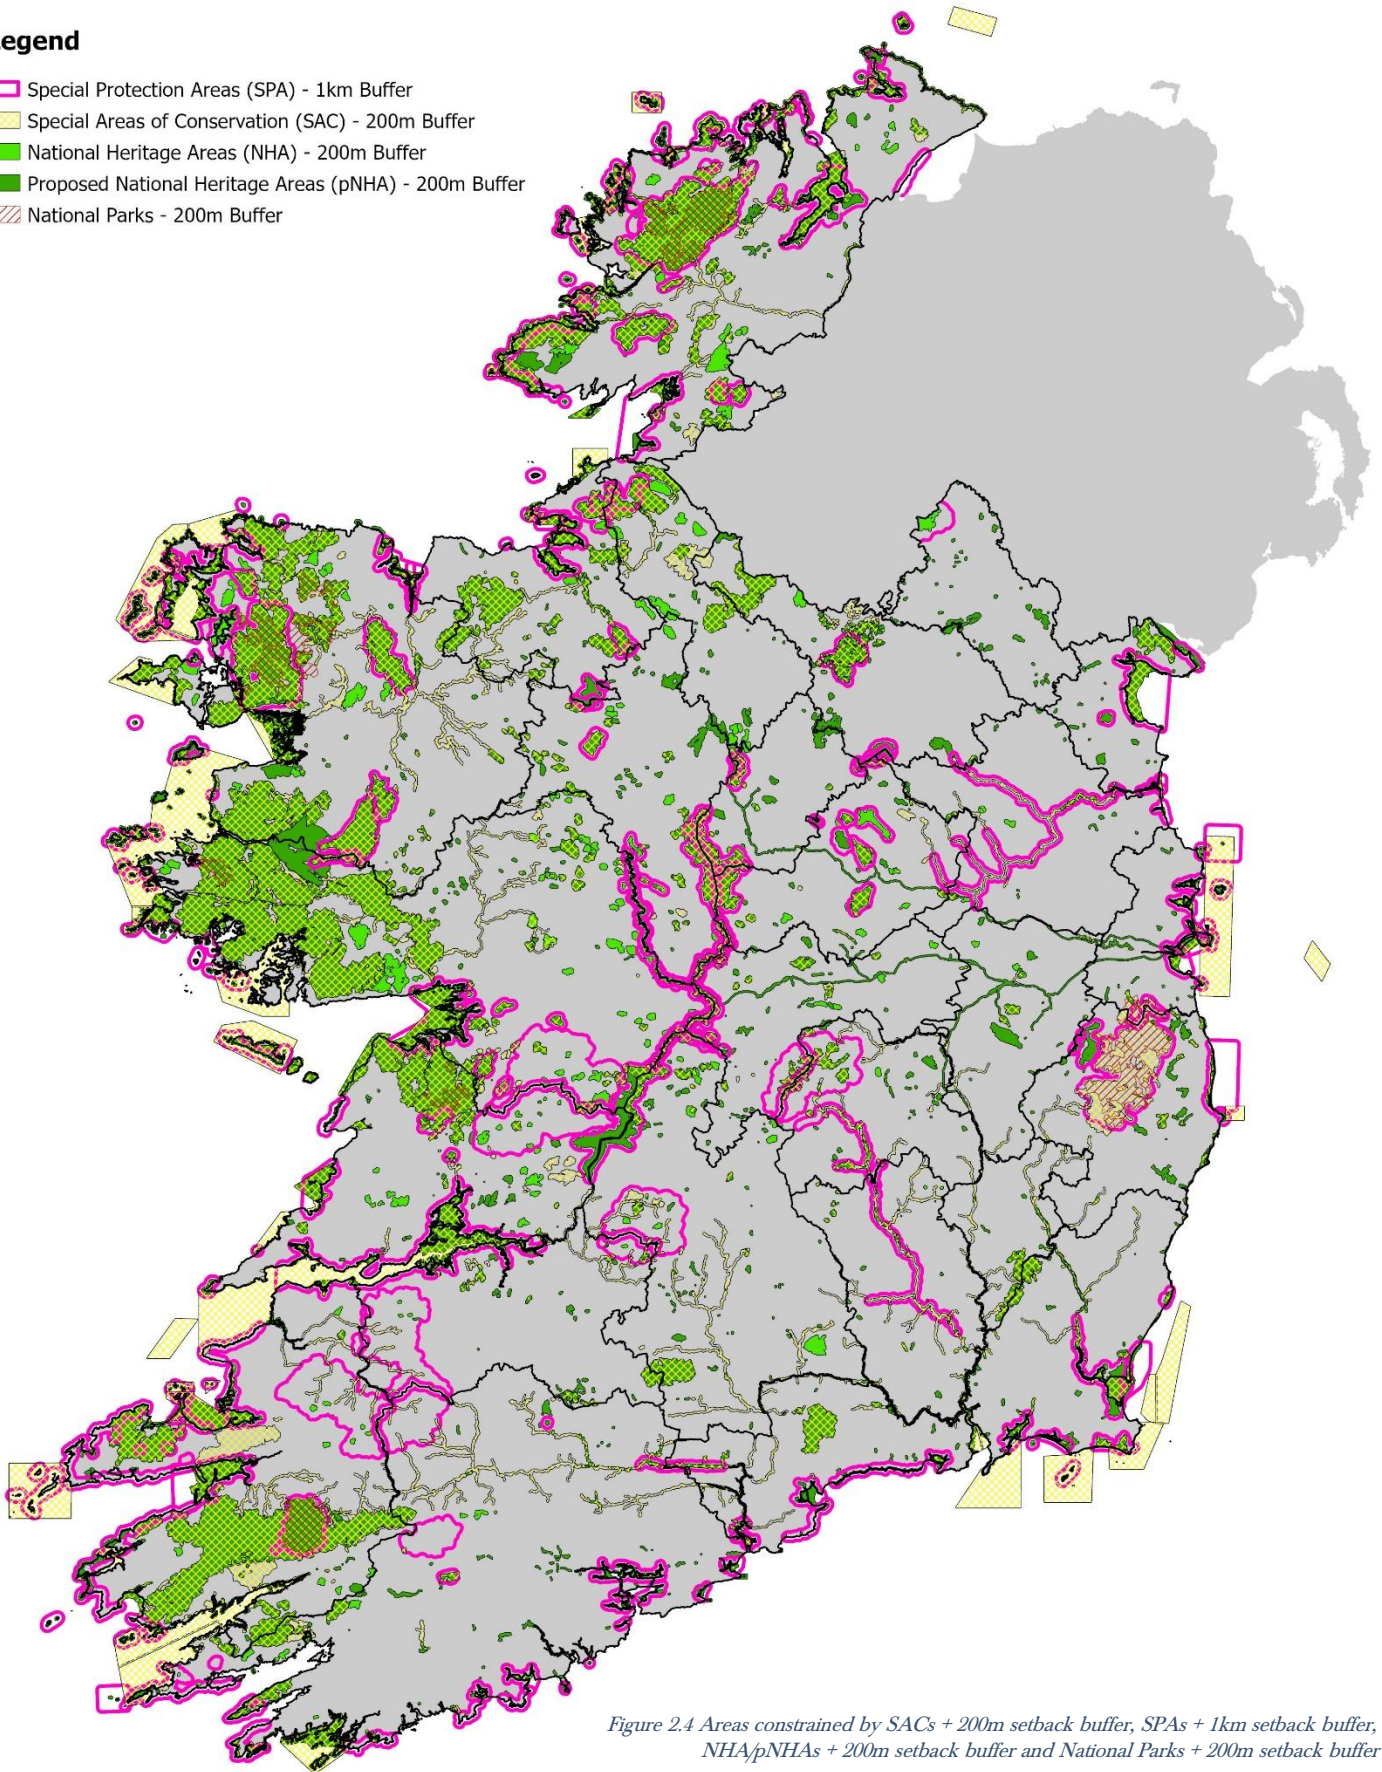 egend
Special Protection Areas (SPA) - 1km Buffer
Special Areas of Conservation (SAC) - 200m Buffer
National Heritage Areas (NHA) - 200m Buffer
Proposed National Heritage Areas (pNHA) - 200m Buffer
National Parks - 200m Buffer
Figure 2.4 Areas constrained by SACs + 200m setback buffer, SPAs + 1km setback buffer,
NHA/pNHAs + 200m setback buffer and National Parks + 200m setback buffer